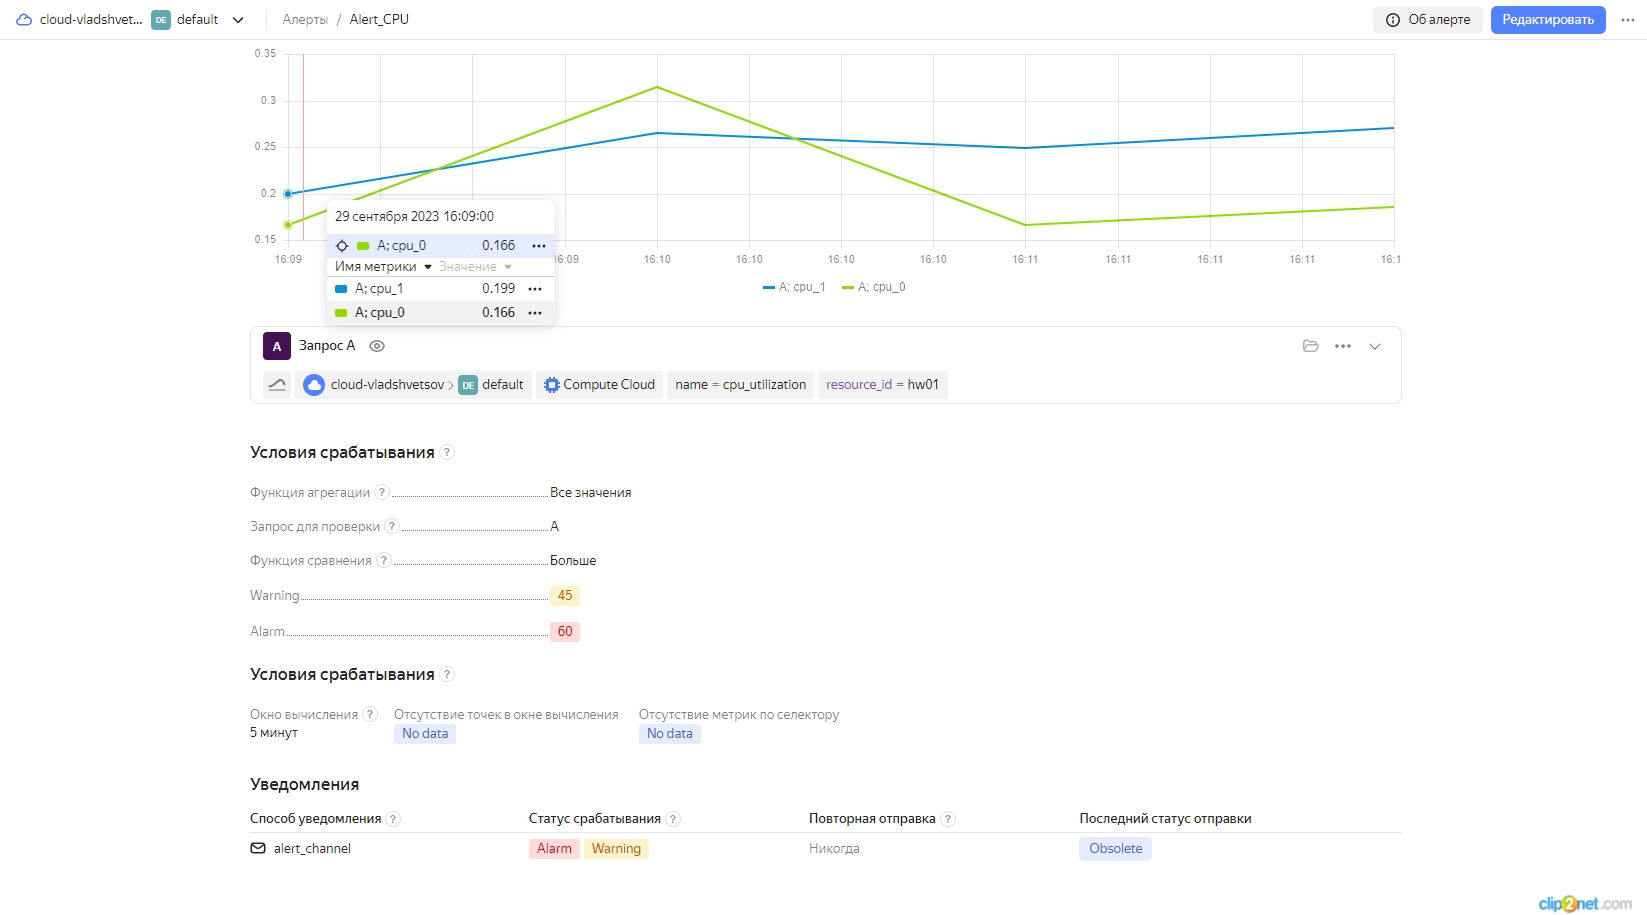 cloud-vladshvet... DE default Алерты / Alert_CPU Об алерте Редактировать
0.35
0.3
0.25
0.2
0.15
16:09 16:09 16:10 16:10 16:10 16:10 16:11 16:11 16:11 16:11 16:1
29 сентября 2023 16:09:00
A; cpu_0 0.166
Имя метрики Значение
A; cpu_1 0.199
A; cpu_0 0.166
A; cpu_1 A; cpu_0
A Запрос A
cloud-vladshvetsov > DE default Compute Cloud name = cpu_utilization resource_id = hw01
Условия срабатывания ?
Функция агрегации ? Все значения
Запрос для проверки ? A
Функция сравнения ? Больше
Warning 45
Alarm 60
Условия срабатывания ?
Окно вычисления ? Отсутствие точек в окне вычисления Отсутствие метрик по селектору
5 минут No data No data
Уведомления
Способ уведомления ? Статус срабатывания ? Повторная отправка ? Последний статус отправки
alert_channel Alarm Warning Никогда Obsolete
clip2net.com